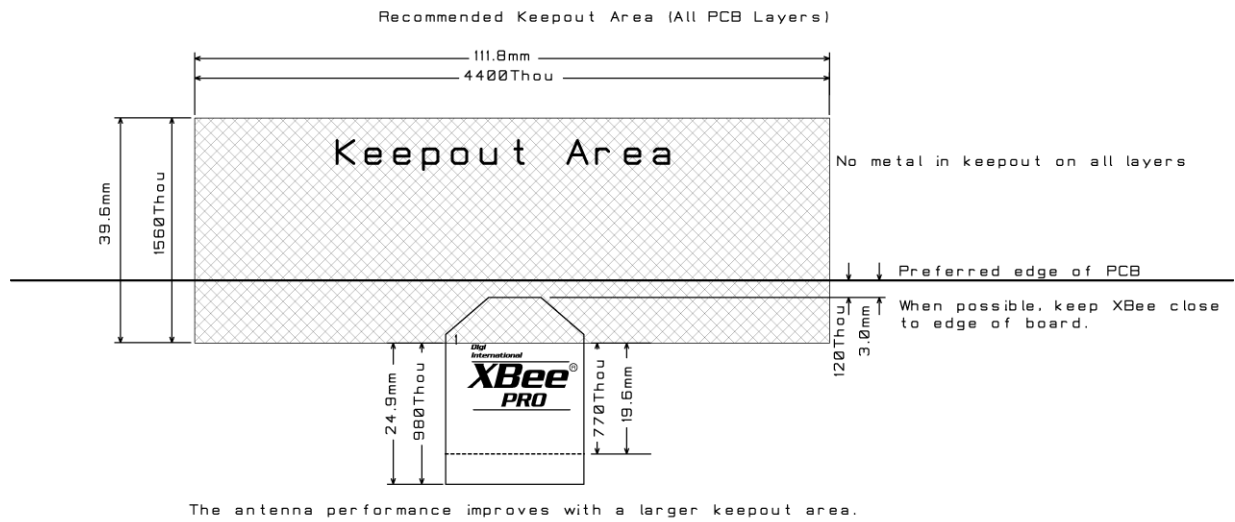 Recommended Keepout Area (All PCB Layers)
111.8mm
4400Thou
Keepout Area
No metal in keepout on all layers
39.6mm
1560Thou
Preferred edge of PCB
When possible, keep XBee close
to edge of board.
120Thou
3.0mm
1
Digi
International
XBee®
PRO
24.9mm
980Thou
770Thou
19.6mm
The antenna performance improves with a larger keepout area.